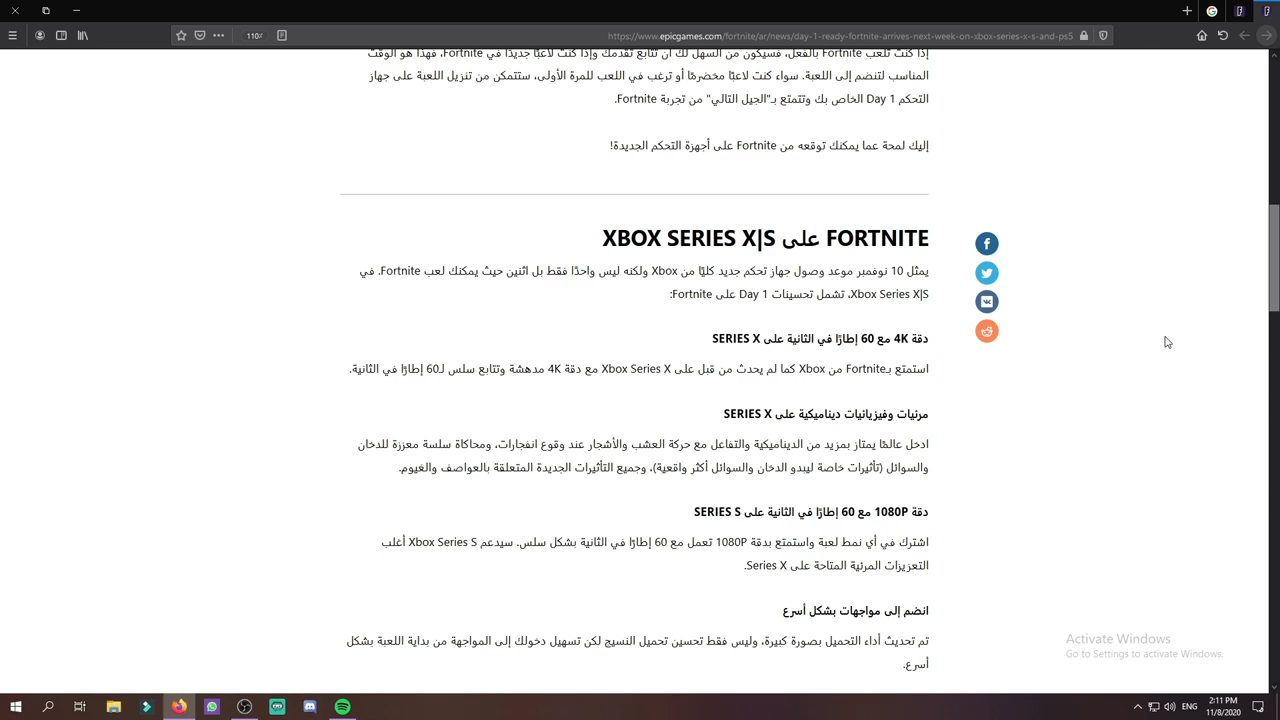 110%
https://www.epicgames.com/fortnite/ar/news/day-1-ready-fortnite-arrives-next-week-on-xbox-series-x-s-and-ps5
إذا كنت تلعب Fortnite بالفعل، فسيكون من السهل لك أن تتابع تقدمك وإذا كنت لاعبًا جديدًا في Fortnite، فهذا هو الوقت
المناسب لتنضم إلى اللعبة. سواء كنت لاعبًا مخضرمًا أو ترغب في اللعب للمرة الأولى، ستتمكن من تنزيل اللعبة على جهاز
التحكم Day 1 الخاص بك وتتمتع بـ"الجيل التالي" من تجربة Fortnite.
إليك لمحة عما يمكنك توقعه من Fortnite على أجهزة التحكم الجديدة!
FORTNITE على XBOX SERIES X|S
يمثل 10 نوفمبر موعد وصول جهاز تحكم جديد كليًا من Xbox ولكنه ليس واحدًا فقط بل اثنين حيث يمكنك لعب Fortnite. في
Xbox Series X|S، تشمل تحسينات Day 1 على Fortnite:
دقة 4K مع 60 إطارًا في الثانية على SERIES X
استمتع بـFortnite من Xbox كما لم يحدث من قبل على Xbox Series X مع دقة 4K مدهشة وتتابع سلس لـ60 إطارًا في الثانية.
مرئيات وفيزيائيات ديناميكية على SERIES X
ادخل عالمًا يمتاز بمزيد من الديناميكية والتفاعل مع حركة العشب والأشجار عند وقوع انفجارات، ومحاكاة سلسة معززة للدخان
والسوائل (تأثيرات خاصة ليبدو الدخان والسوائل أكثر واقعية)، وجميع التأثيرات الجديدة المتعلقة بالعواصف والغيوم.
دقة 1080P مع 60 إطارًا في الثانية على SERIES S
اشترك في أي نمط لعبة واستمتع بدقة 1080P تعمل مع 60 إطارًا في الثانية بشكل سلس. سيدعم Xbox Series S أغلب
التعزيزات المرئية المتاحة على Series X.
انضم إلى مواجهات بشكل أسرع
تم تحديث أداء التحميل بصورة كبيرة، وليس فقط تحسين تحميل النسيج لكن تسهيل دخولك إلى المواجهة من بداية اللعبة بشكل
أسرع.
Activate Windows
Go to Settings to activate Windows.
ENG
2:11 PM
11/8/2020